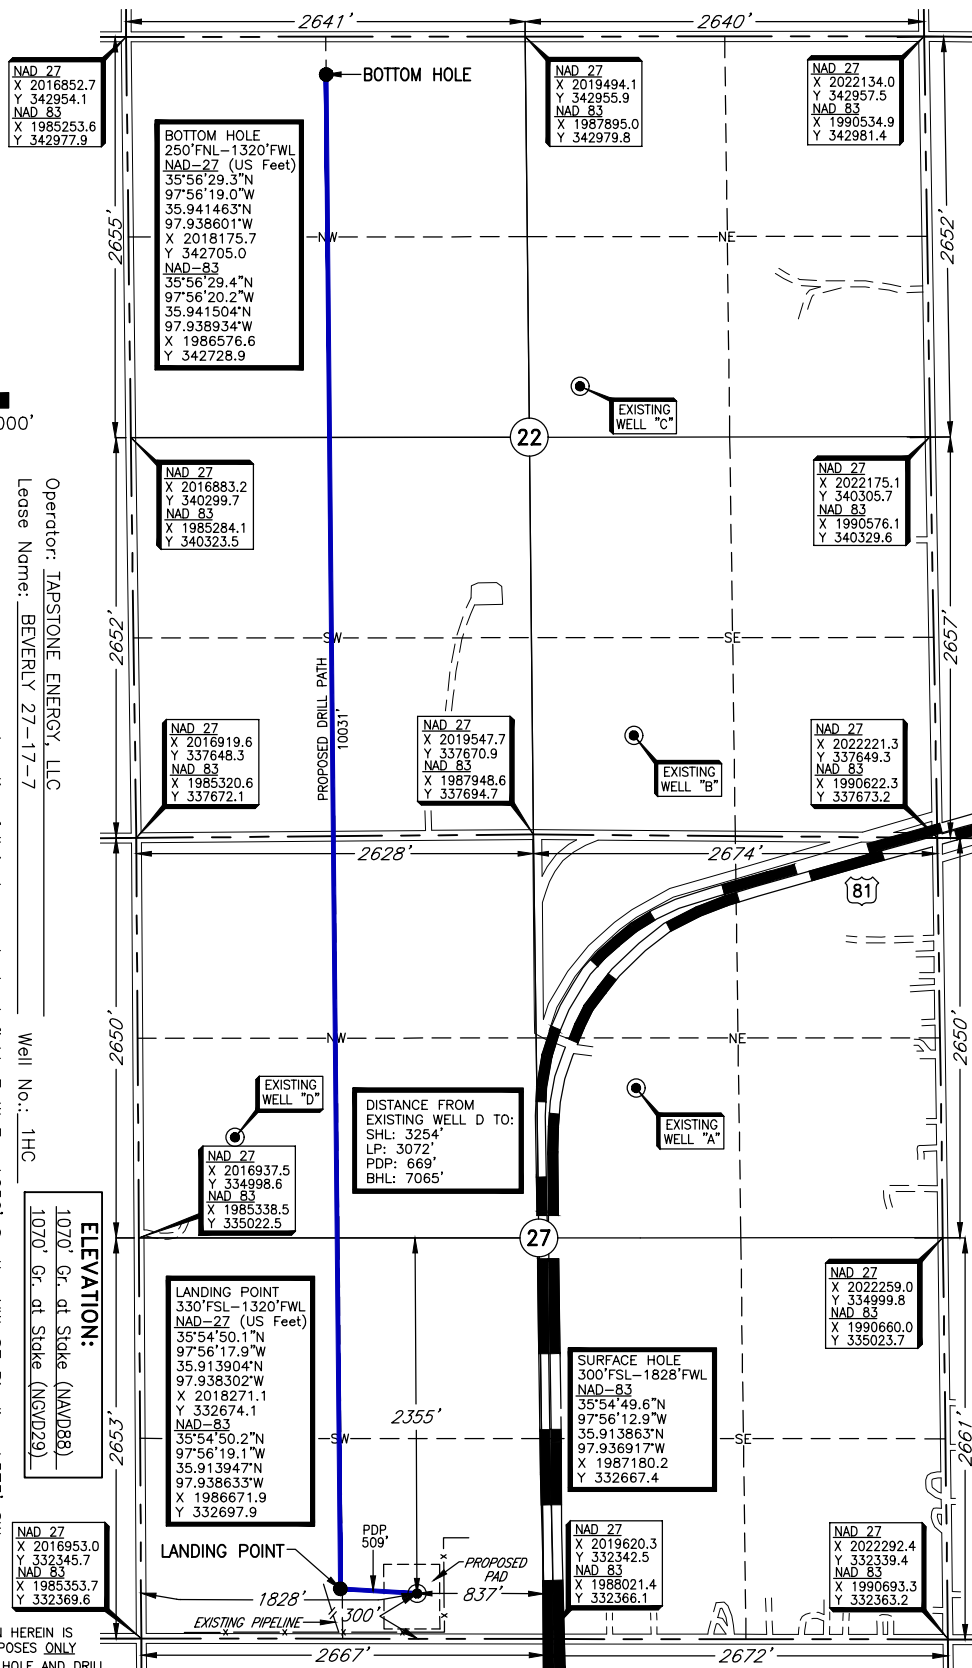 2641'
2640'
NAD 27
X 2016852.7
Y 342954.1
NAD 83
X 1985253.6
Y 342977.9
BOTTOM HOLE
NAD 27
X 2019494.1
Y 342955.9
NAD 83
X 1987895.0
Y 342979.8
NAD 27
X 2022134.0
Y 342957.5
NAD 83
X 1990534.9
Y 342981.4
BOTTOM HOLE
250'FNL-1320'FWL
NAD-27 (US Feet)
35°56'29.3"N
97°56'19.0"W
35.941463°N
97.938601°W
X 2018175.7
Y 342705.0
NAD-83
35°56'29.4"N
97°56'20.2"W
35.941504°N
97.938934°W
X 1986576.6
Y 342728.9
2655'
NW
NE
2652'
EXISTING
WELL "C"
000'
22
NAD 27
X 2016883.2
Y 340299.7
NAD 83
X 1985284.1
Y 340323.5
NAD 27
X 2022175.1
Y 340305.7
NAD 83
X 1990576.1
Y 340329.6
Operator: TAPSTONE ENERGY, LLC
Lease Name: BEVERLY 27-17-7
Well No.: 1HC
2652'
SW
SE
2657'
PROPOSED DRILL PATH
10031'
NAD 27
X 2016919.6
Y 337648.3
NAD 83
X 1985320.6
Y 337672.1
NAD 27
X 2019547.7
Y 337670.9
NAD 83
X 1987948.6
Y 337694.7
EXISTING
WELL "B"
NAD 27
X 2022221.3
Y 337649.3
NAD 83
X 1990622.3
Y 337673.2
2628'
2674'
81
2950'
NW
NE
2650'
EXISTING
WELL "D"
DISTANCE FROM
EXISTING WELL D TO:
SHL: 3254'
LP: 3072'
PDP: 669'
BHL: 7065'
EXISTING
WELL "A"
NAD 27
X 2016937.5
Y 334998.6
NAD 83
X 1985338.5
Y 335022.5
ELEVATION:
1070' Gr. at Stake (NAVD88)
1070' Gr. at Stake (NGVD29)
27
NAD 27
X 2022259.0
Y 334999.8
NAD 83
X 1990660.0
Y 335023.7
LANDING POINT
330'FSL-1320'FWL
NAD-27 (US Feet)
35°54'50.1"N
97°56'17.9"W
35.913904°N
97.938302°W
X 2018271.1
Y 332674.1
NAD-83
35°54'50.2"N
97°56'19.1"W
35.913947°N
97.938633°W
X 1986671.9
Y 332697.9
SURFACE HOLE
300'FSL-1828'FWL
NAD-83
35°54'49.6"N
97°56'12.9"W
35.913863°N
97.936917°W
X 1987180.2
Y 332667.4
2653'
SW
2355'
SE
2661'
NAD 27
X 2016953.0
Y 332345.7
NAD 83
X 1985353.7
Y 332369.6
LANDING POINT
PDP
509'
PROPOSED
PAD
1828'
837'
300'
EXISTING PIPELINE
NAD 27
X 2019620.3
Y 332342.5
NAD 83
X 1988021.4
Y 332366.1
NAD 27
X 2022292.4
Y 332339.4
NAD 83
X 1990693.3
Y 332363.2
N HEREIN IS
POSES ONLY
HOLE AND DRILL
2667'
2672'